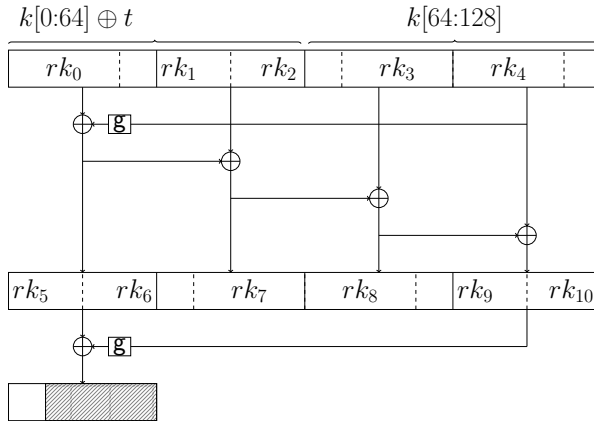 k[0:64] ⊕ t k[64:128]
rk₀ rk₁ rk₂ rk₃ rk₄
g
rk₅ rk₆ rk₇ rk₈ rk₉ rk₁₀
g